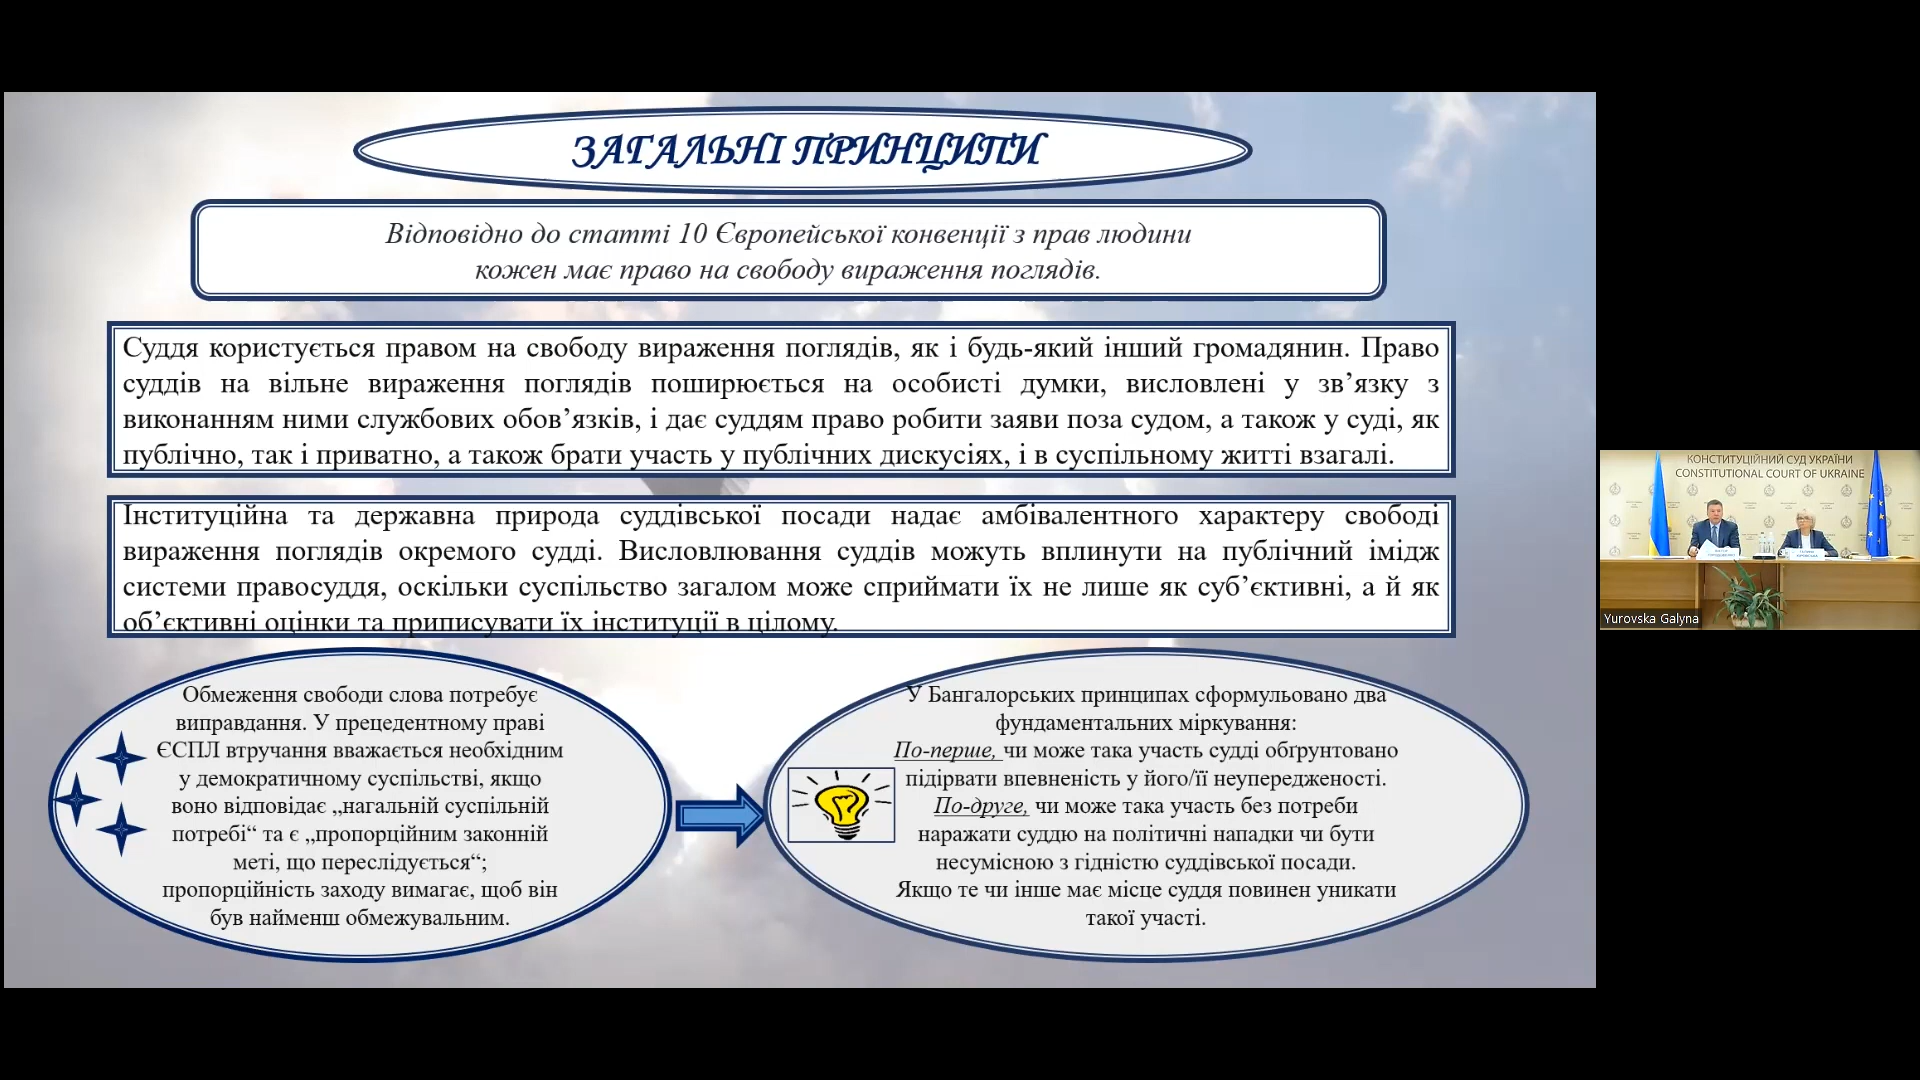 ЗАГАЛЬНІ ПРИНЦИПИ
Відповідно до статті 10 Європейської конвенції з прав людини
кожен має право на свободу вираження поглядів.
Суддя користується правом на свободу вираження поглядів, як і будь-який інший громадянин. Право
суддів на вільне вираження поглядів поширюється на особисті думки, висловлені у зв’язку з
виконанням ними службових обов’язків, і дає суддям право робити заяви поза судом, а також у суді, як
публічно, так і приватно, а також брати участь у публічних дискусіях, і в суспільному житті взагалі.
Інституційна та державна природа суддівської посади надає амбівалентного характеру свободі
вираження поглядів окремого судді. Висловлювання суддів можуть вплинути на публічний імідж
системи правосуддя, оскільки суспільство загалом може сприймати їх не лише як суб’єктивні, а й як
об’єктивні оцінки та приписувати їх інституції в цілому.
Обмеження свободи слова потребує
виправдання. У прецедентному праві
ЄСПЛ втручання вважається необхідним
у демократичному суспільстві, якщо
воно відповідає „нагальній суспільній
потребі“ та є „пропорційним законній
меті, що переслідується“;
пропорційність заходу вимагає, щоб він
був найменш обмежувальним.
У Бангалорських принципах сформульовано два
фундаментальних міркування:
По-перше, чи може така участь судді обґрунтовано
підірвати впевненість у його/її неупередженості.
По-друге, чи може така участь без потреби
наражати суддю на політичні нападки чи бути
несумісною з гідністю суддівської посади.
Якщо те чи інше має місце суддя повинен уникати
такої участі.
КОНСТИТУЦІЙНИЙ СУД УКРАЇНИ
CONSTITUTIONAL COURT OF UKRAINE
Yurovska Galyna